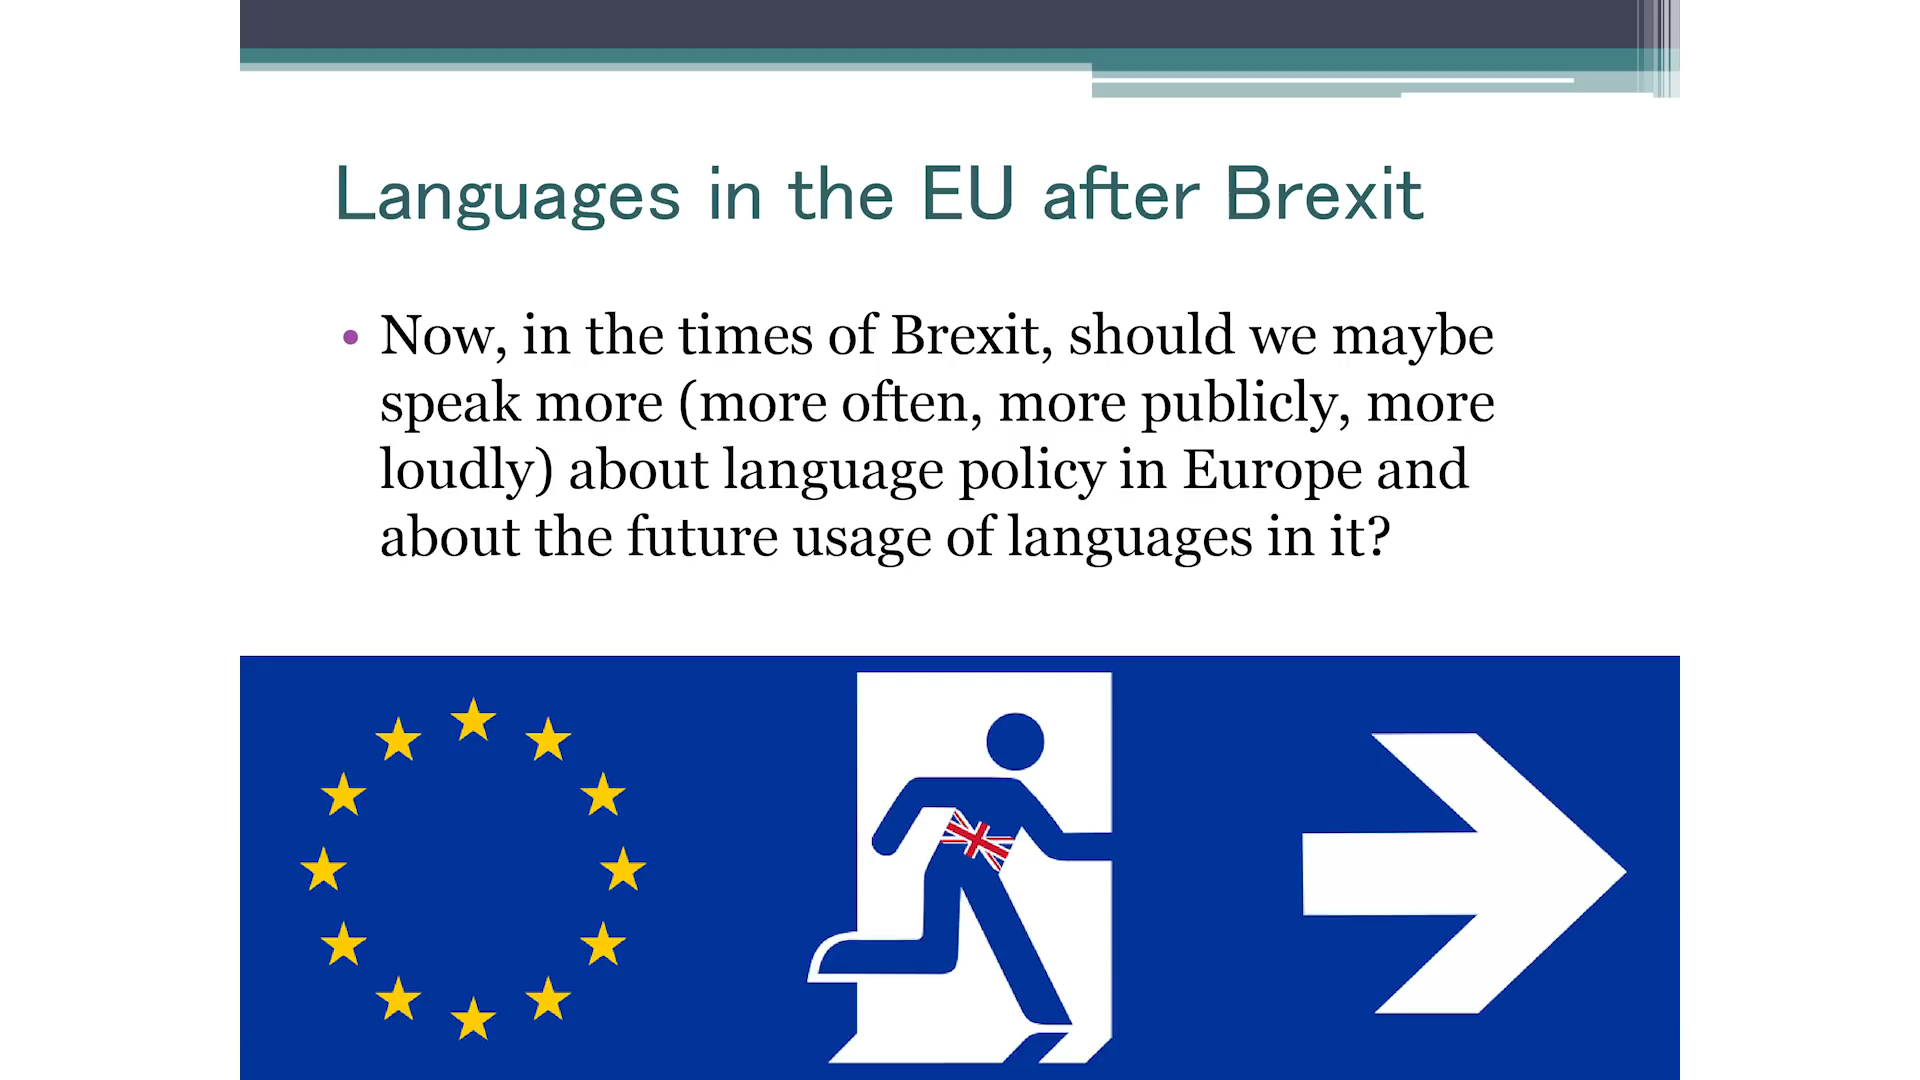 Languages in the EU after Brexit
• Now, in the times of Brexit, should we maybe
speak more (more often, more publicly, more
loudly) about language policy in Europe and
about the future usage of languages in it?